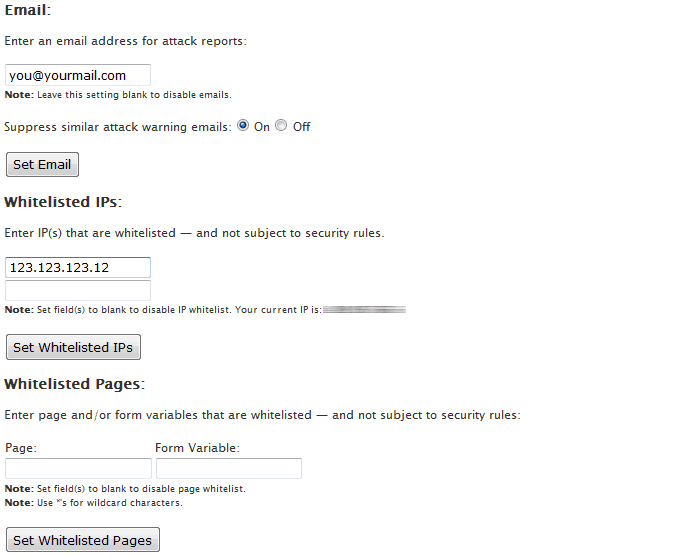 Email:
Enter an email address for attack reports:
you@yourmail.com
Note: Leave this setting blank to disable emails.
Suppress similar attack warning emails: On Off
Set Email
Whitelisted IPs:
Enter IP(s) that are whitelisted — and not subject to security rules.
123.123.123.12
Note: Set field(s) to blank to disable IP whitelist. Your current IP is:
Set Whitelisted IPs
Whitelisted Pages:
Enter page and/or form variables that are whitelisted — and not subject to security rules:
Page: Form Variable:
Note: Set field(s) to blank to disable page whitelist.
Note: Use *'s for wildcard characters.
Set Whitelisted Pages